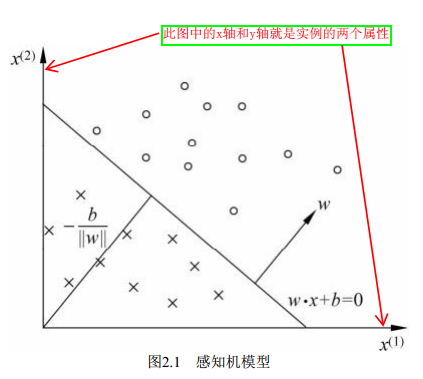 此图中的x轴和y轴就是实例的两个属性
x(2)
-b/||w||
w
w·x+b=0
x(1)
图2.1 感知机模型